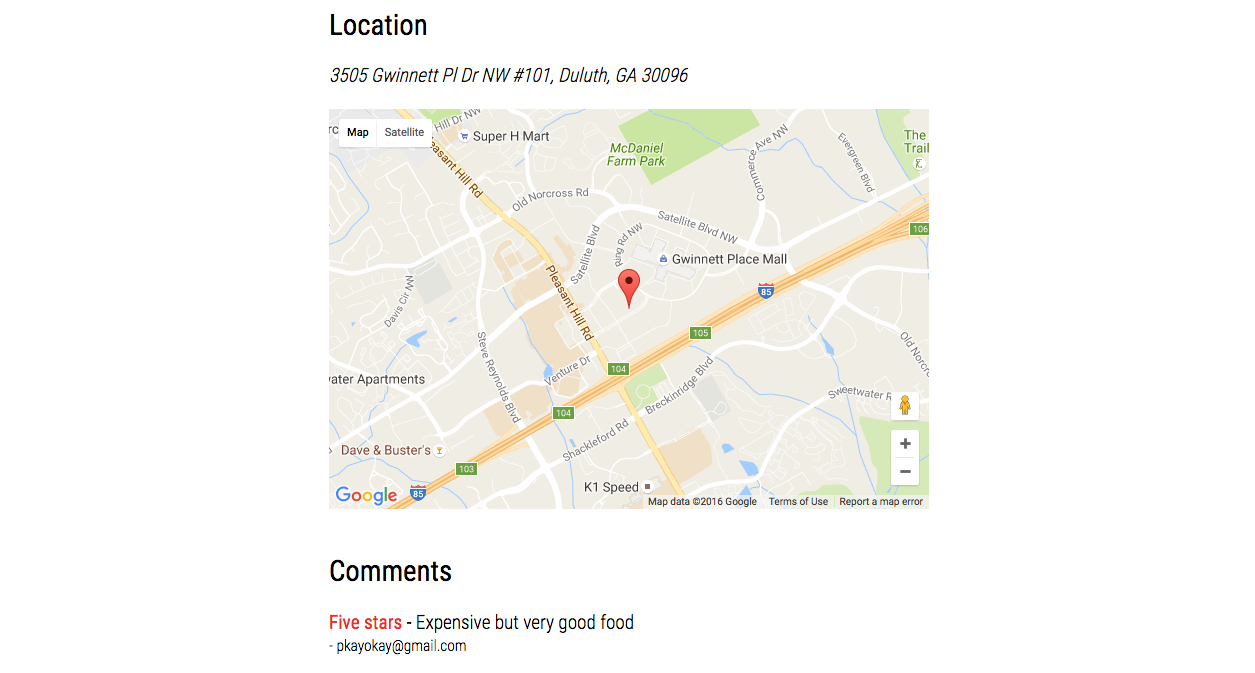 Location
3505 Gwinnett Pl Dr NW #101, Duluth, GA 30096
Map
Satellite
Hill Dr NW
Super H Mart
McDaniel
Farm Park
Commerce Ave NW
Evergreen Blvd
The
Trail
Pleasant Hill Rd
Old Norcross Rd
Satellite Blvd
Ring Rd NW
Satellite Blvd NW
106
Gwinnett Place Mall
85
Pleasant Hill Rd
Davis Cir NW
105
Steve Reynolds Blvd
Venture Dr
104
Old Norcro
ater Apartments
Breckinridge Blvd
Sweetwater R
104
Shackleford Rd
Dave & Buster's
103
K1 Speed
Google
85
+
−
Map data ©2016 Google
Terms of Use
Report a map error
Comments
Five stars - Expensive but very good food
- pkayokay@gmail.com